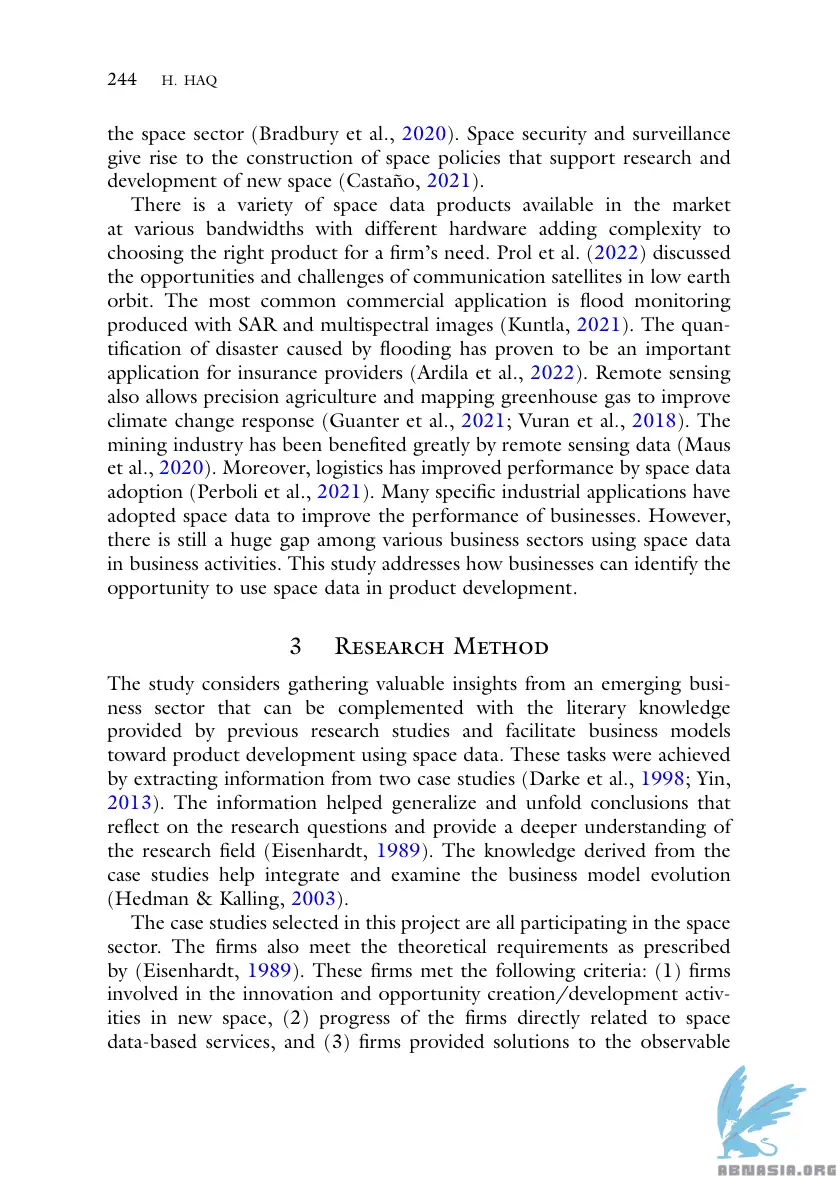 244 H. HAQ
the space sector (Bradbury et al., 2020). Space security and surveillance
give rise to the construction of space policies that support research and
development of new space (Castaño, 2021).
There is a variety of space data products available in the market
at various bandwidths with different hardware adding complexity to
choosing the right product for a firm's need. Prol et al. (2022) discussed
the opportunities and challenges of communication satellites in low earth
orbit. The most common commercial application is flood monitoring
produced with SAR and multispectral images (Kuntla, 2021). The quan-
tification of disaster caused by flooding has proven to be an important
application for insurance providers (Ardila et al., 2022). Remote sensing
also allows precision agriculture and mapping greenhouse gas to improve
climate change response (Guanter et al., 2021; Vuran et al., 2018). The
mining industry has been benefited greatly by remote sensing data (Maus
et al., 2020). Moreover, logistics has improved performance by space data
adoption (Perboli et al., 2021). Many specific industrial applications have
adopted space data to improve the performance of businesses. However,
there is still a huge gap among various business sectors using space data
in business activities. This study addresses how businesses can identify the
opportunity to use space data in product development.
3 Research Method
The study considers gathering valuable insights from an emerging busi-
ness sector that can be complemented with the literary knowledge
provided by previous research studies and facilitate business models
toward product development using space data. These tasks were achieved
by extracting information from two case studies (Darke et al., 1998; Yin,
2013). The information helped generalize and unfold conclusions that
reflect on the research questions and provide a deeper understanding of
the research field (Eisenhardt, 1989). The knowledge derived from the
case studies help integrate and examine the business model evolution
(Hedman & Kalling, 2003).
The case studies selected in this project are all participating in the space
sector. The firms also meet the theoretical requirements as prescribed
by (Eisenhardt, 1989). These firms met the following criteria: (1) firms
involved in the innovation and opportunity creation/development activ-
ities in new space, (2) progress of the firms directly related to space
data-based services, and (3) firms provided solutions to the observable
ABNASIA.ORG